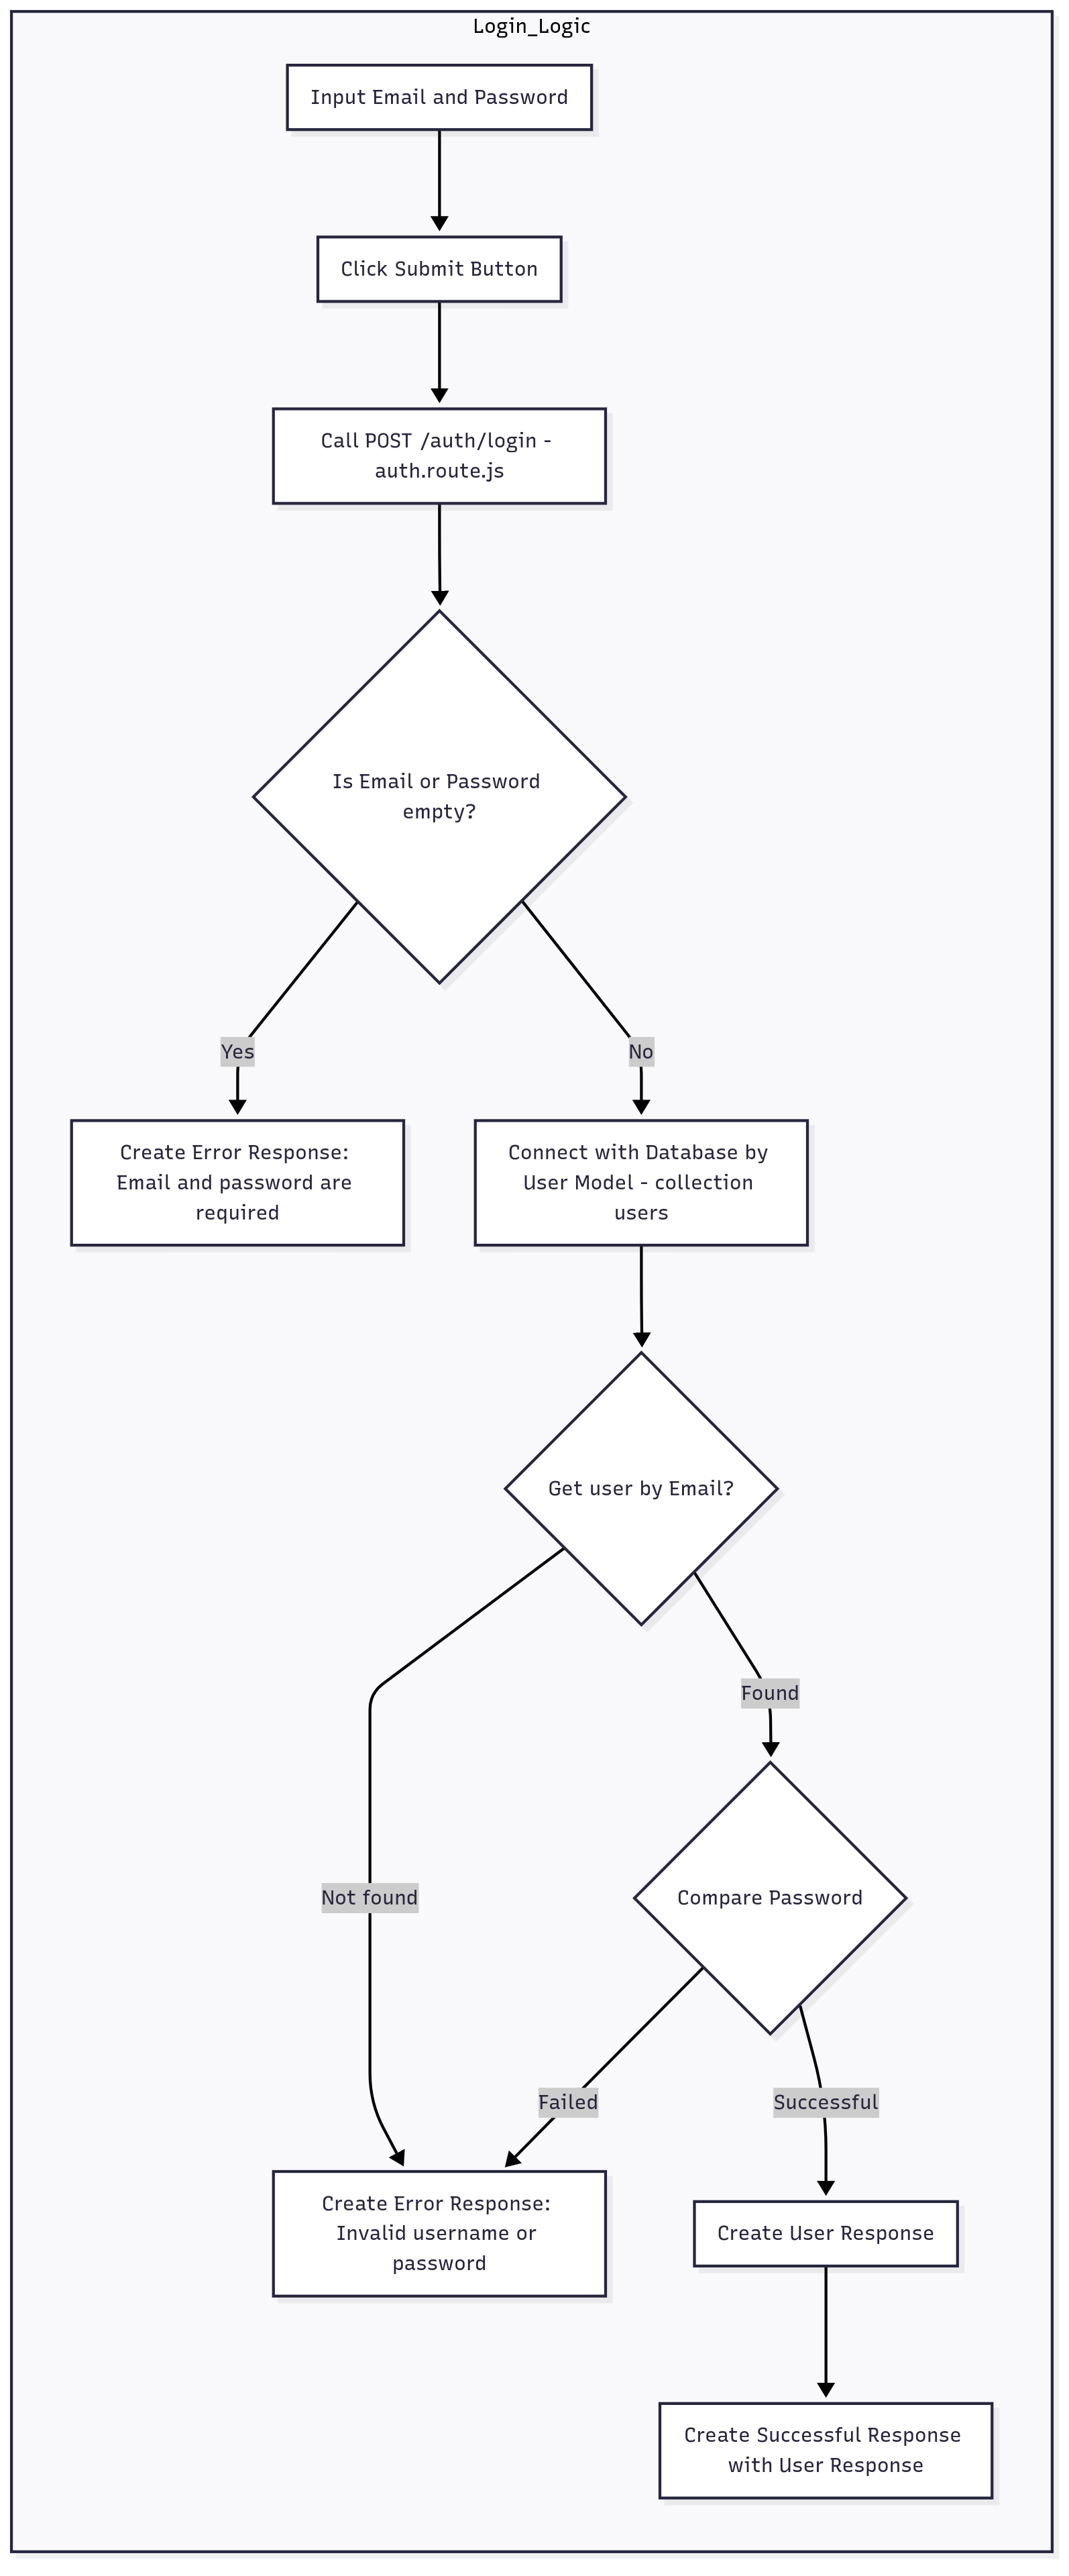 Login_Logic
Input Email and Password
Click Submit Button
Call POST /auth/login -
auth.route.js
Is Email or Password
empty?
Yes
No
Create Error Response:
Email and password are
required
Connect with Database by
User Model - collection
users
Get user by Email?
Found
Not found
Compare Password
Failed
Successful
Create Error Response:
Invalid username or
password
Create User Response
Create Successful Response
with User Response